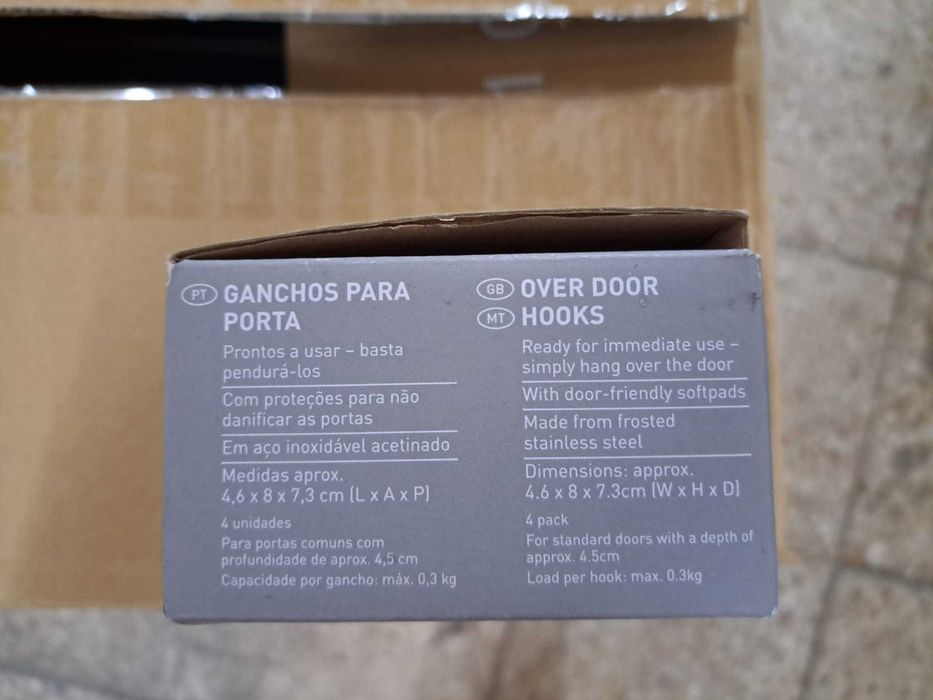 PT GANCHOS PARA
PORTA
Prontos a usar – basta
pendurá-los
Com proteções para não
danificar as portas
Em aço inoxidável acetinado
Medidas aprox.
4,6 x 8 x 7,3 cm (L x A x P)
4 unidades
Para portas comuns com
profundidade de aprox. 4,5 cm
Capacidade por gancho: máx. 0,3 kg
GB OVER DOOR
MT HOOKS
Ready for immediate use –
simply hang over the door
With door-friendly softpads
Made from frosted
stainless steel
Dimensions: approx.
4.6 x 8 x 7.3cm (W x H x D)
4 pack
For standard doors with a depth of
approx. 4.5cm
Load per hook: max. 0.3kg